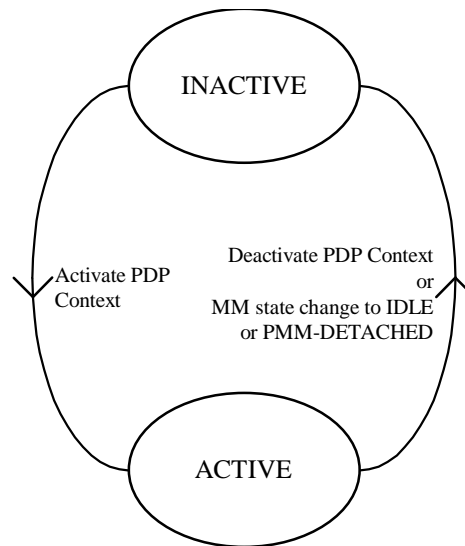 INACTIVE
Activate PDP
Context
Deactivate PDP Context
or
MM state change to IDLE
or PMM-DETACHED
ACTIVE